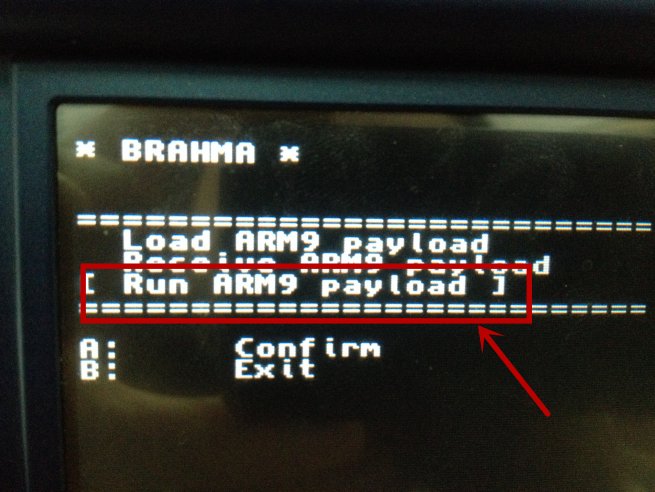 * BRAHMA *
==========================
Load ARM9 payload
Receive ARM9 payload
[ Run ARM9 payload ]
==========================
A: Confirm
B: Exit